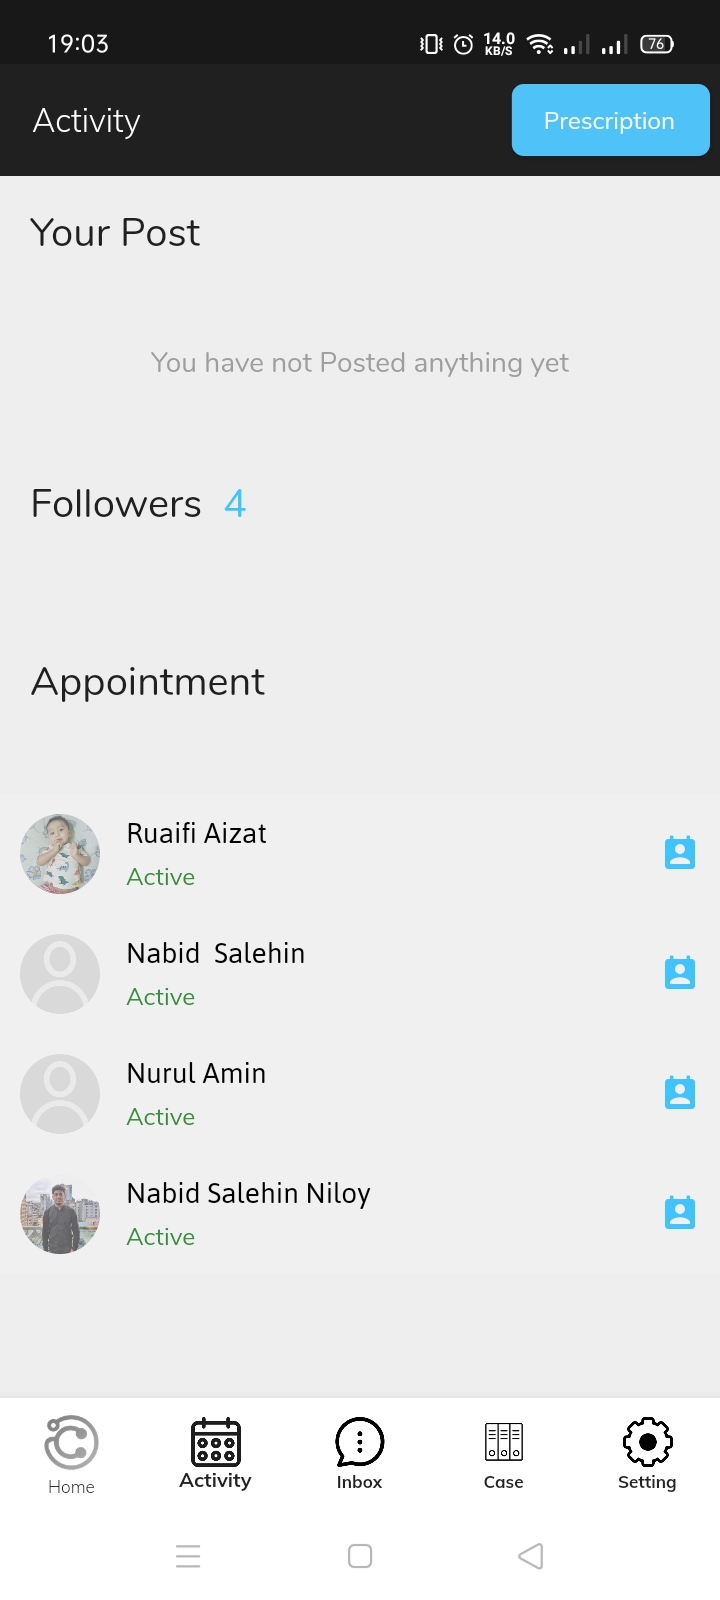 19:03
14.0
KB/S
76
Activity
Prescription
Your Post
You have not Posted anything yet
Followers 4
Appointment
Ruaifi Aizat
Active
Nabid  Salehin
Active
Nurul Amin
Active
Nabid Salehin Niloy
Active
Home
Activity
Inbox
Case
Setting